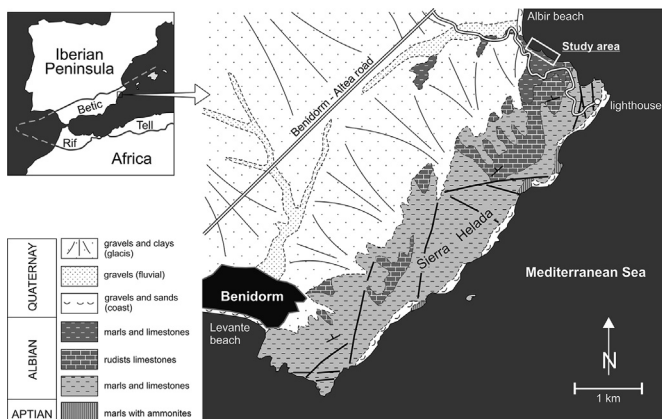 Iberian
Peninsula
Betic
Rif
Tell
Africa
Albir beach
Study area
lighthouse
Benidorm - Altea road
Sierra Helada
Mediterranean Sea
Benidorm
Levante
beach
N
1 km
QUATERNAY
gravels and clays
(glacis)
gravels (fluvial)
gravels and sands
(coast)
ALBIAN
marls and limestones
rudists limestones
marls and limestones
APTIAN
marls with ammonites